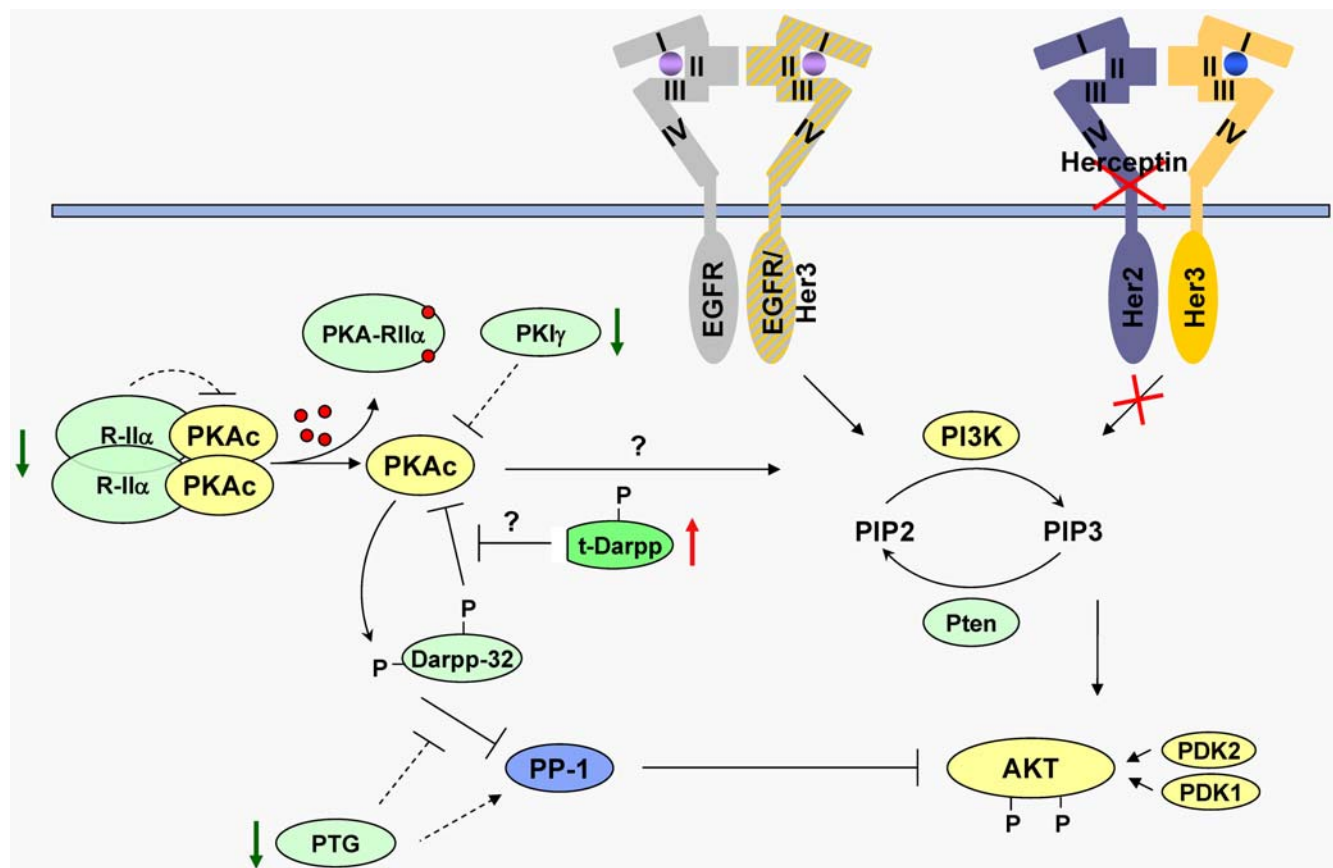 I
II
III
IV
I
II
III
IV
I
II
III
IV
I
II
III
IV
Herceptin
EGFR
EGFR/
Her3
Her2
Her3
PKA-RIIα
PKIγ
R-IIα
PKAc
R-IIα
PKAc
PKAc
?
PI3K
P
?
t-Darpp
PIP2
PIP3
P
Pten
P
Darpp-32
PP-1
AKT
PDK2
PDK1
P
P
PTG